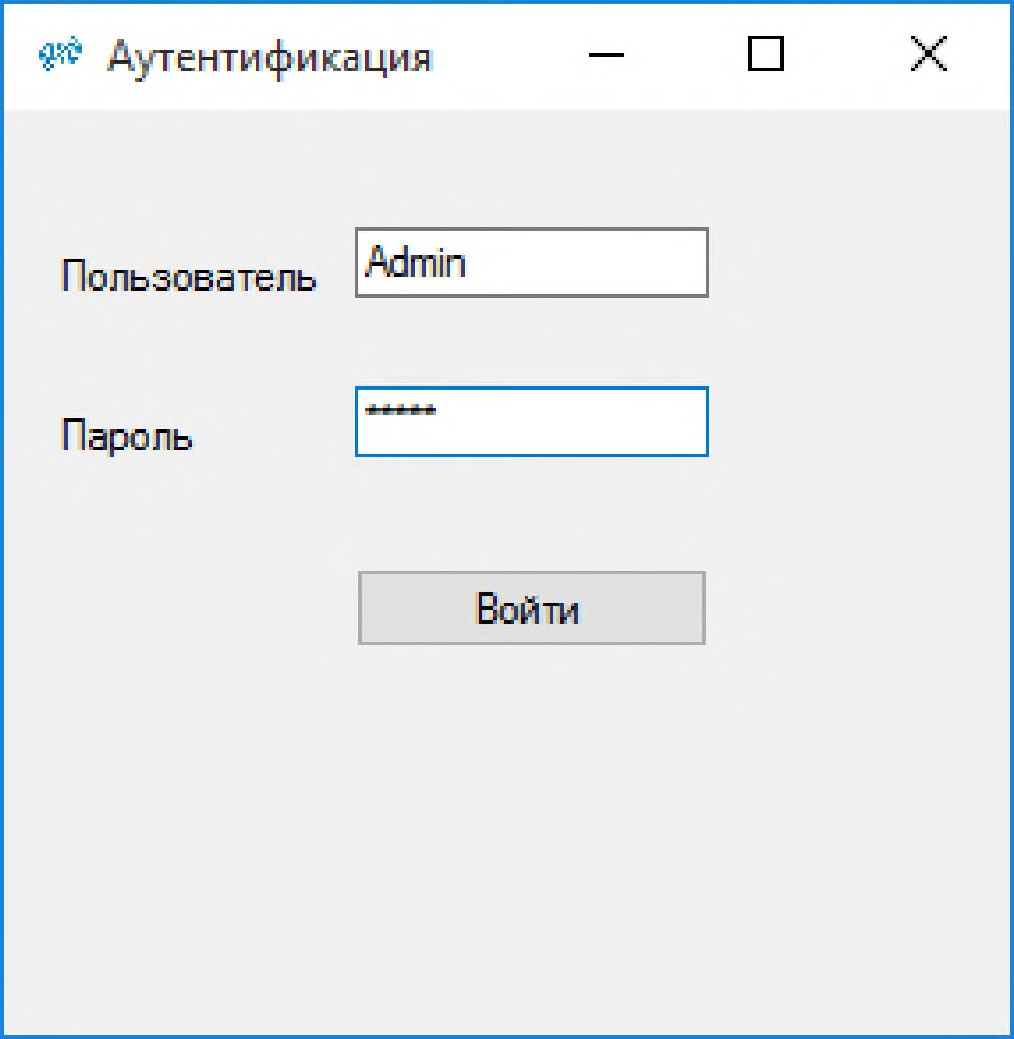 Аутентификация
Пользователь Admin
Пароль *****
Войти